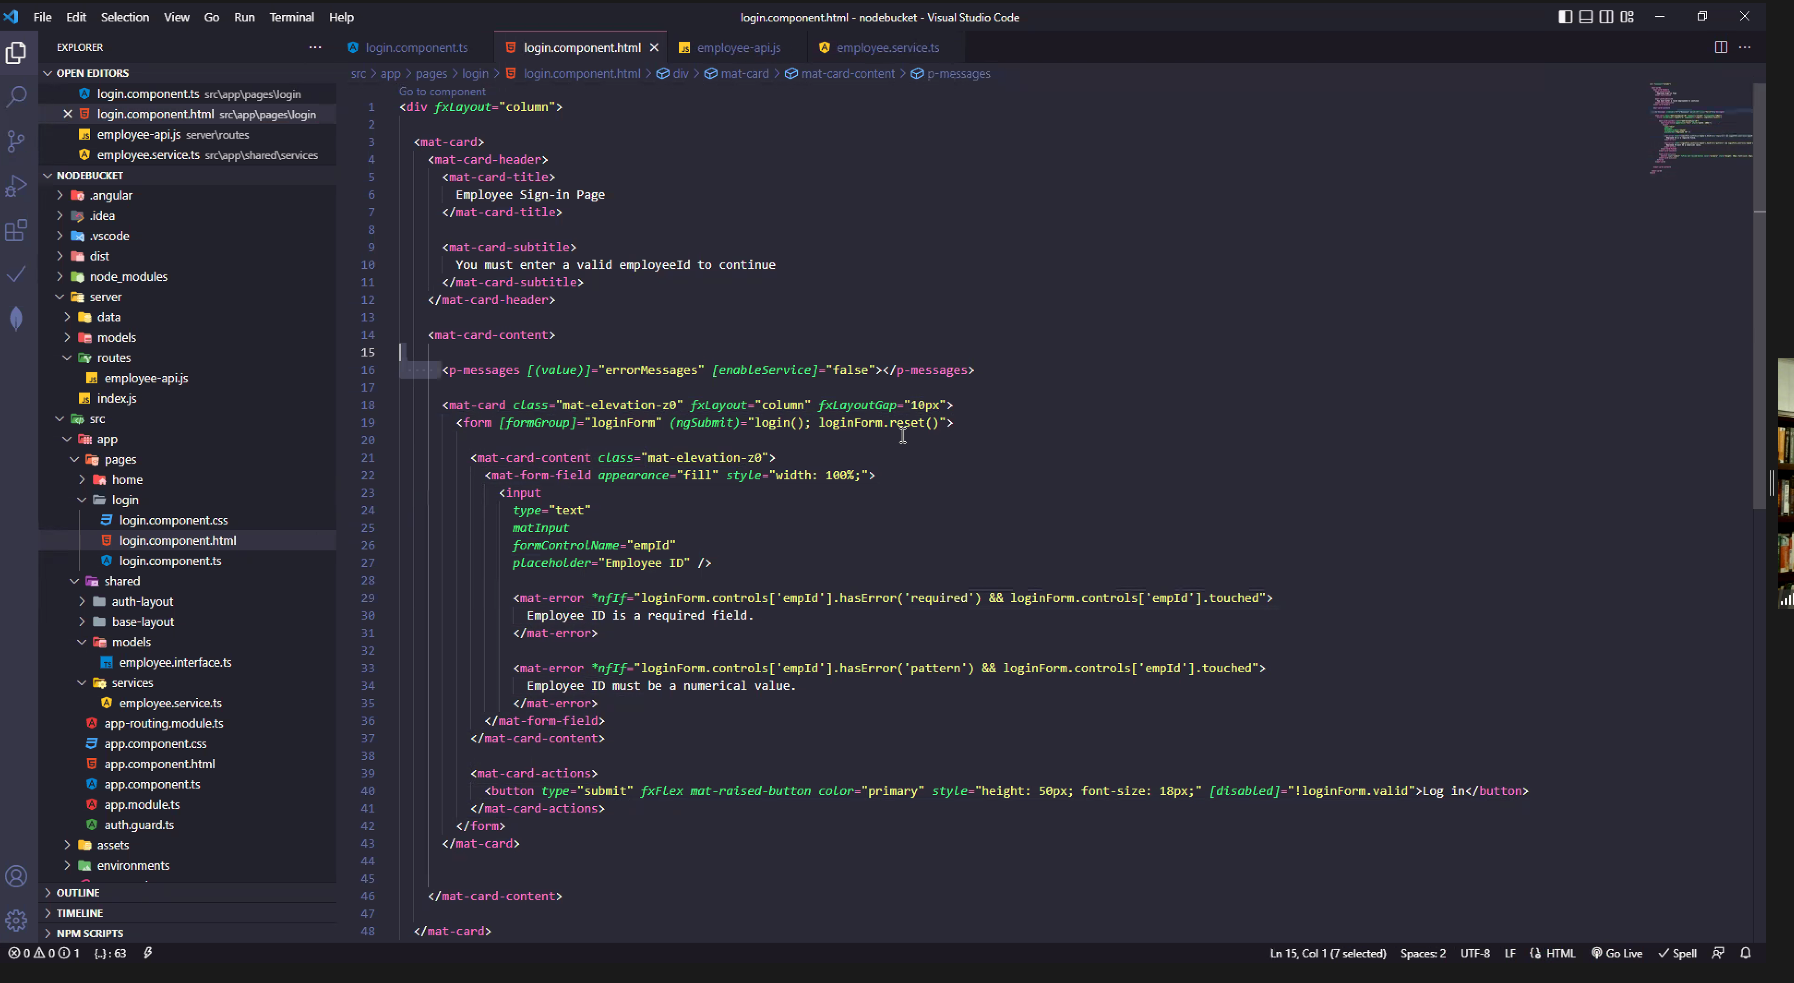 File Edit Selection View Go Run Terminal Help
login.component.html - nodebucket - Visual Studio Code
EXPLORER
OPEN EDITORS
login.component.ts src\app\pages\login
login.component.html src\app\pages\login
employee-api.js server\routes
employee.service.ts src\app\shared\services
NODEBUCKET
.angular
.idea
.vscode
dist
node_modules
server
data
models
routes
employee-api.js
index.js
src
app
pages
home
login
login.component.css
login.component.html
login.component.ts
shared
auth-layout
base-layout
models
employee.interface.ts
services
employee.service.ts
app-routing.module.ts
app.component.css
app.component.html
app.component.ts
app.module.ts
auth.guard.ts
assets
environments
OUTLINE
TIMELINE
NPM SCRIPTS
login.component.ts login.component.html employee-api.js employee.service.ts
src > app > pages > login > login.component.html > div > mat-card > mat-card-content > p-messages
Go to component
1 <div fxLayout="column">
2
3 <mat-card>
4 <mat-card-header>
5 <mat-card-title>
6 Employee Sign-in Page
7 </mat-card-title>
8
9 <mat-card-subtitle>
10 You must enter a valid employeeId to continue
11 </mat-card-subtitle>
12 </mat-card-header>
13
14 <mat-card-content>
15
16 <p-messages [(value)]="errorMessages" [enableService]="false"></p-messages>
17
18 <mat-card class="mat-elevation-z0" fxLayout="column" fxLayoutGap="10px">
19 <form [formGroup]="loginForm" (ngSubmit)="login(); loginForm.reset()">
20
21 <mat-card-content class="mat-elevation-z0">
22 <mat-form-field appearance="fill" style="width: 100%;">
23 <input
24 type="text"
25 matInput
26 formControlName="empId"
27 placeholder="Employee ID" />
28
29 <mat-error *nfIf="loginForm.controls['empId'].hasError('required') && loginForm.controls['empId'].touched">
30 Employee ID is a required field.
31 </mat-error>
32
33 <mat-error *nfIf="loginForm.controls['empId'].hasError('pattern') && loginForm.controls['empId'].touched">
34 Employee ID must be a numerical value.
35 </mat-error>
36 </mat-form-field>
37 </mat-card-content>
38
39 <mat-card-actions>
40 <button type="submit" fxFlex mat-raised-button color="primary" style="height: 50px; font-size: 18px;" [disabled]="!loginForm.valid">Log in</button>
41 </mat-card-actions>
42 </form>
43 </mat-card>
44
45
46 </mat-card-content>
47
48 </mat-card>
0 0 1 {..} : 63
Ln 15, Col 1 (7 selected) Spaces: 2 UTF-8 LF HTML Go Live Spell